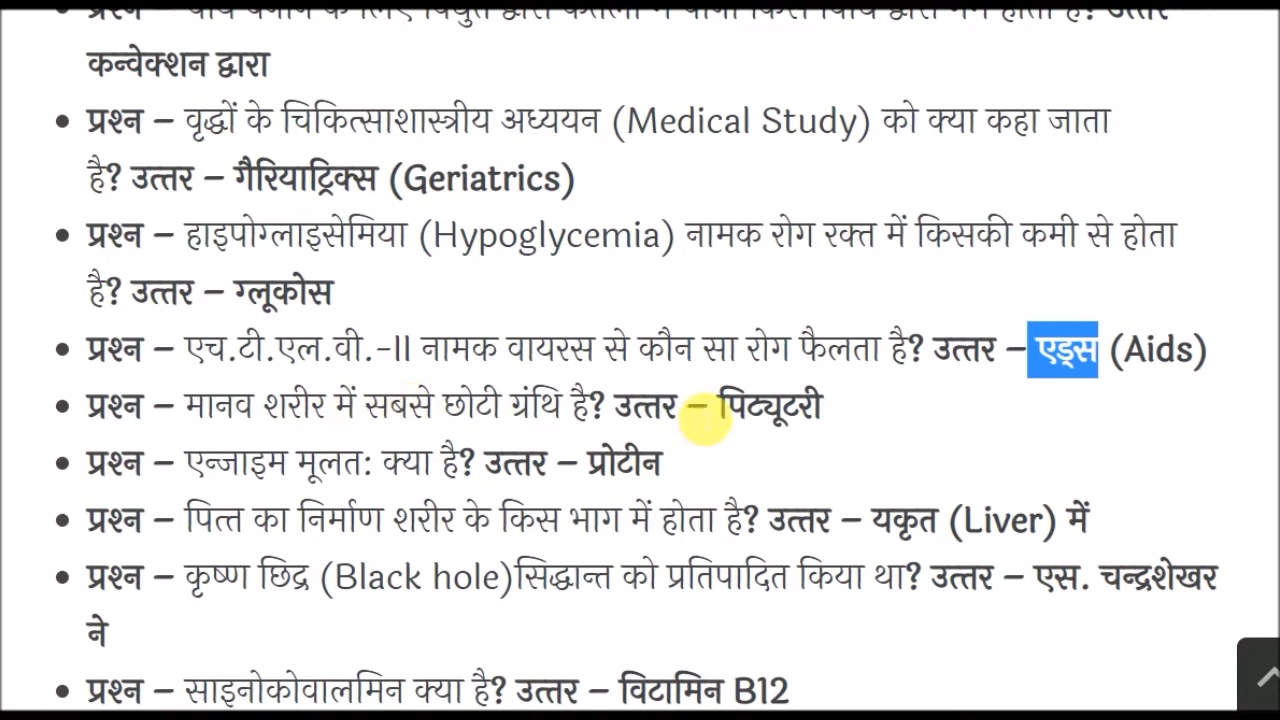 कन्वेक्शन द्वारा
प्रश्न – वृद्धों के चिकित्साशास्त्रीय अध्ययन (Medical Study) को क्या कहा जाता
है? उत्तर – गैरियाट्रिक्स (Geriatrics)
प्रश्न – हाइपोग्लाइसेमिया (Hypoglycemia) नामक रोग रक्त में किसकी कमी से होता
है? उत्तर – ग्लूकोस
प्रश्न – एच.टी.एल.वी.-II नामक वायरस से कौन सा रोग फैलता है? उत्तर – एड्स (Aids)
प्रश्न – मानव शरीर में सबसे छोटी ग्रंथि है? उत्तर – पिट्यूटरी
प्रश्न – एन्जाइम मूलत: क्या है? उत्तर – प्रोटीन
प्रश्न – पित्त का निर्माण शरीर के किस भाग में होता है? उत्तर – यकृत (Liver) में
प्रश्न – कृष्ण छिद्र (Black hole)सिद्धान्त को प्रतिपादित किया था? उत्तर – एस. चन्द्रशेखर
ने
प्रश्न – साइनोकोवालमिन क्या है? उत्तर – विटामिन B12